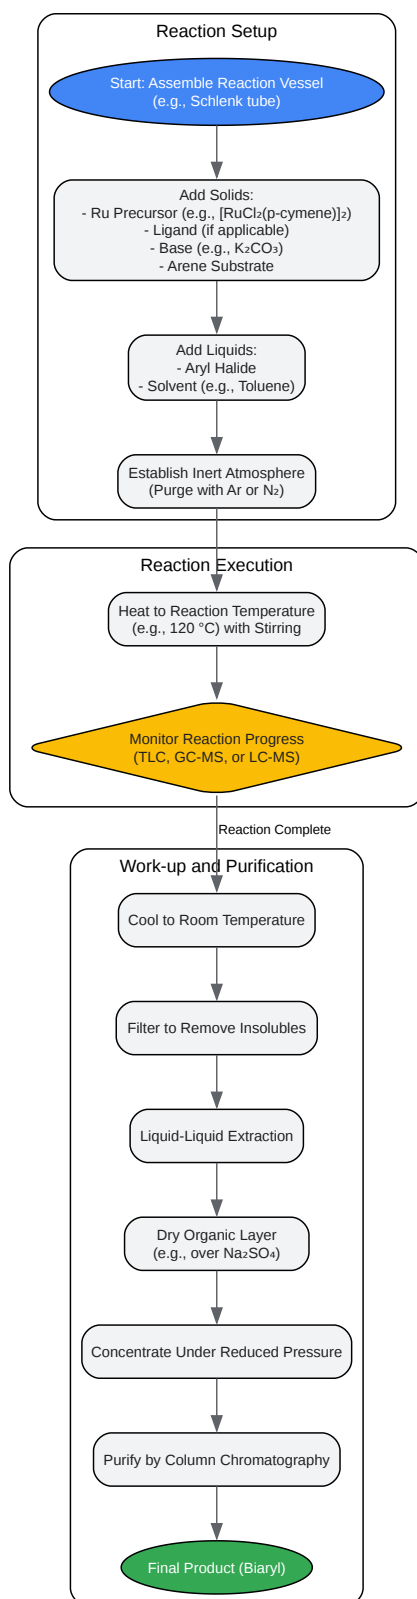 Reaction Setup
Start: Assemble Reaction Vessel
(e.g., Schlenk tube)
Add Solids:
- Ru Precursor (e.g., [RuCl₂(p-cymene)]₂)
- Ligand (if applicable)
- Base (e.g., K₂CO₃)
- Arene Substrate
Add Liquids:
- Aryl Halide
- Solvent (e.g., Toluene)
Establish Inert Atmosphere
(Purge with Ar or N₂)
Reaction Execution
Heat to Reaction Temperature
(e.g., 120 °C) with Stirring
Monitor Reaction Progress
(TLC, GC-MS, or LC-MS)
Reaction Complete
Work-up and Purification
Cool to Room Temperature
Filter to Remove Insolubles
Liquid-Liquid Extraction
Dry Organic Layer
(e.g., over Na₂SO₄)
Concentrate Under Reduced Pressure
Purify by Column Chromatography
Final Product (Biaryl)